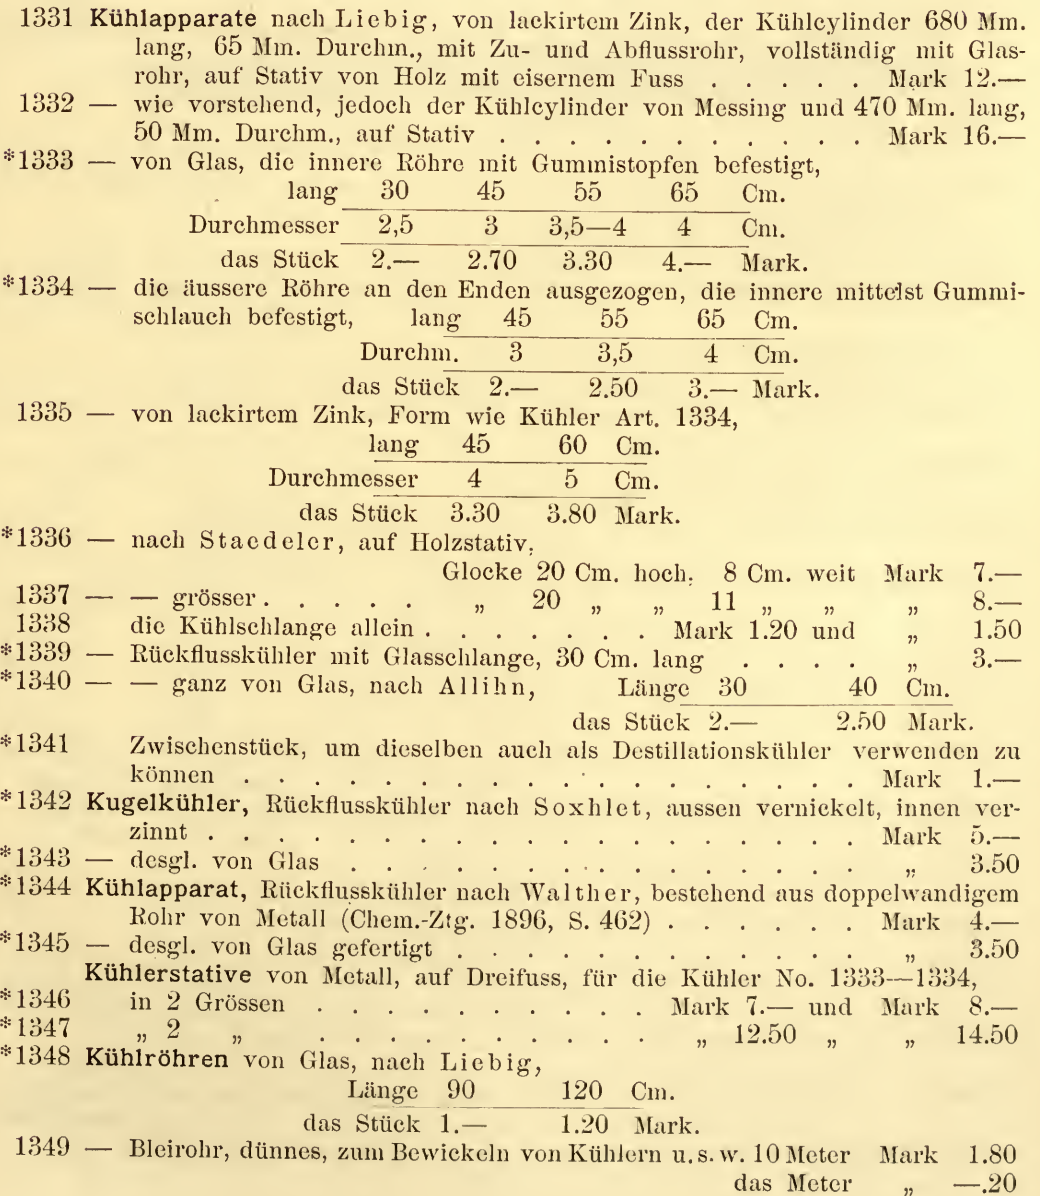 1331 Kühlapparate nach Liebig, von lackirtem Zink, der Kühlcylinder 680 Mm.
lang, 65 Mm. Durchm., mit Zu- und Abflussrohr, vollständig mit Glas-
rohr, auf Stativ von Holz mit eisernem Fuss . . . . . Mark 12.—
1332 — wie vorstehend, jedoch der Kühlcylinder von Messing und 470 Mm. lang,
50 Mm. Durchm., auf Stativ . . . . . . . . . . Mark 16.—
*1333 — von Glas, die innere Röhre mit Gummistopfen befestigt,
lang 30 45 55 65 Cm.
Durchmesser 2,5 3 3,5—4 4 Cm.
das Stück 2.— 2.70 3.30 4.— Mark.
*1334 — die äussere Röhre an den Enden ausgezogen, die innere mittelst Gummi-
schlauch befestigt, lang 45 55 65 Cm.
Durchm. 3 3,5 4 Cm.
das Stück 2.— 2.50 3.— Mark.
1335 — von lackirtem Zink, Form wie Kühler Art. 1334,
lang 45 60 Cm.
Durchmesser 4 5 Cm.
das Stück 3.30 3.80 Mark.
*1336 — nach Staedeler, auf Holzstativ,
Glocke 20 Cm. hoch, 8 Cm. weit Mark 7.—
1337 — — grösser . . . . . „ 20 „ „ 11 „ „ „ 8.—
1338 die Kühlschlange allein . . . . . . . Mark 1.20 und „ 1.50
*1339 — Rückflusskühler mit Glasschlange, 30 Cm. lang . . . . „ 3.—
*1340 — — ganz von Glas, nach Allihn, Länge 30 40 Cm.
das Stück 2.— 2.50 Mark.
*1341 Zwischenstück, um dieselben auch als Destillationskühler verwenden zu
können . . . . . . . . . . . . . . . . . Mark 1.—
*1342 Kugelkühler, Rückflusskühler nach Soxhlet, aussen vernickelt, innen ver-
zinnt . . . . . . . . . . . . . . . . . . Mark 5.—
*1343 — desgl. von Glas . . . . . . . . . . . . . . „ 3.50
*1344 Kühlapparat, Rückflusskühler nach Walther, bestehend aus doppelwandigem
Rohr von Metall (Chem.-Ztg. 1896, S. 462) . . . . . . Mark 4.—
*1345 — desgl. von Glas gefertigt . . . . . . . . . . . „ 3.50
Kühlerstative von Metall, auf Dreifuss, für die Kühler No. 1333—1334,
*1346 in 2 Grössen . . . . . . . . . . Mark 7.— und Mark 8.—
*1347 „ 2 „ . . . . . . . . . . „ 12.50 „ „ 14.50
*1348 Kühlröhren von Glas, nach Liebig,
Länge 90 120 Cm.
das Stück 1.— 1.20 Mark.
1349 — Bleirohr, dünnes, zum Bewickeln von Kühlern u. s. w. 10 Meter Mark 1.80
das Meter „ —.20